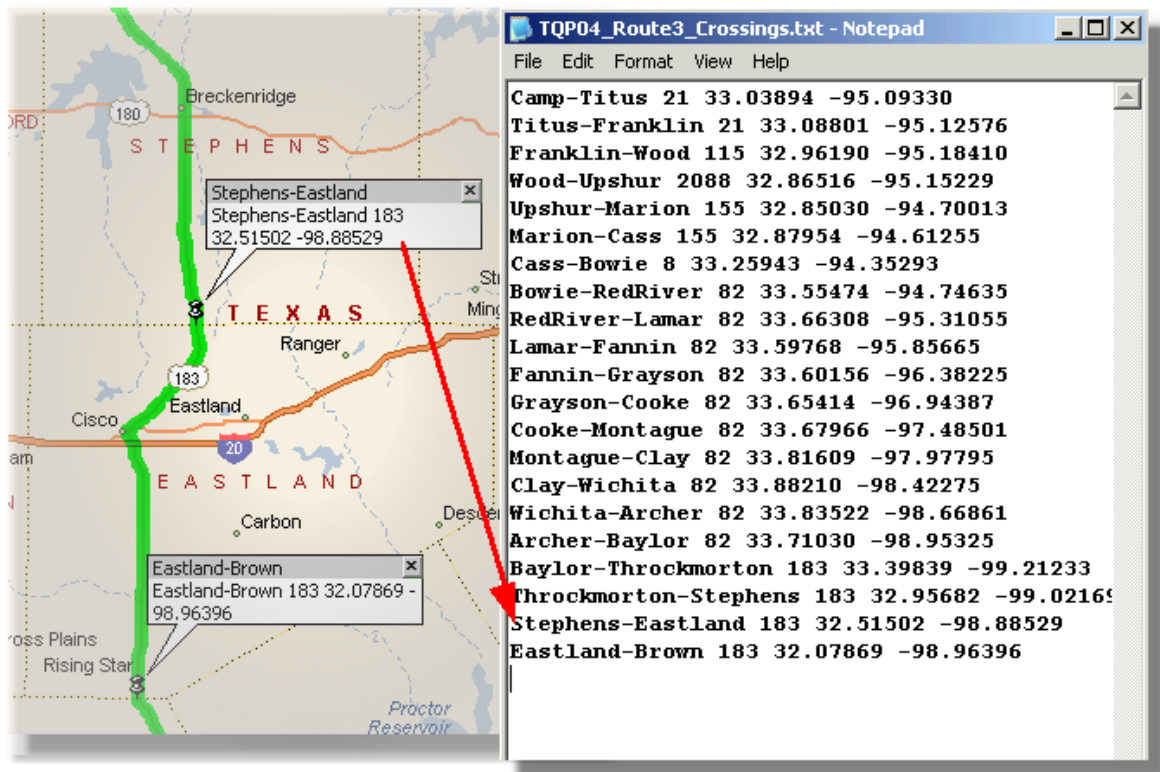 Breckenridge
180
RD
S T E P H E N S
Stephens-Eastland
Stephens-Eastland 183
32.51502 -98.88529
T E X A S
Ranger
183
Eastland
Cisco
20
E A S T L A N D
Carbon
Eastland-Brown
Eastland-Brown 183 32.07869 -
98.96396
ross Plains
Rising Star
Proctor
Reservoir
TQP04_Route3_Crossings.txt - Notepad
File Edit Format View Help
Camp-Titus 21 33.03894 -95.09330
Titus-Franklin 21 33.08801 -95.12576
Franklin-Wood 115 32.96190 -95.18410
Wood-Upshur 2088 32.86516 -95.15229
Upshur-Marion 155 32.85030 -94.70013
Marion-Cass 155 32.87954 -94.61255
Cass-Bowie 8 33.25943 -94.35293
Bowie-RedRiver 82 33.55474 -94.74635
RedRiver-Lamar 82 33.66308 -95.31055
Lamar-Fannin 82 33.59768 -95.85665
Fannin-Grayson 82 33.60156 -96.38225
Grayson-Cooke 82 33.65414 -96.94387
Cooke-Montague 82 33.67966 -97.48501
Montague-Clay 82 33.81609 -97.97795
Clay-Wichita 82 33.88210 -98.42275
Wichita-Archer 82 33.83522 -98.66861
Archer-Baylor 82 33.71030 -98.95325
Baylor-Throckmorton 183 33.39839 -99.21233
Throckmorton-Stephens 183 32.95682 -99.02169
Stephens-Eastland 183 32.51502 -98.88529
Eastland-Brown 183 32.07869 -98.96396